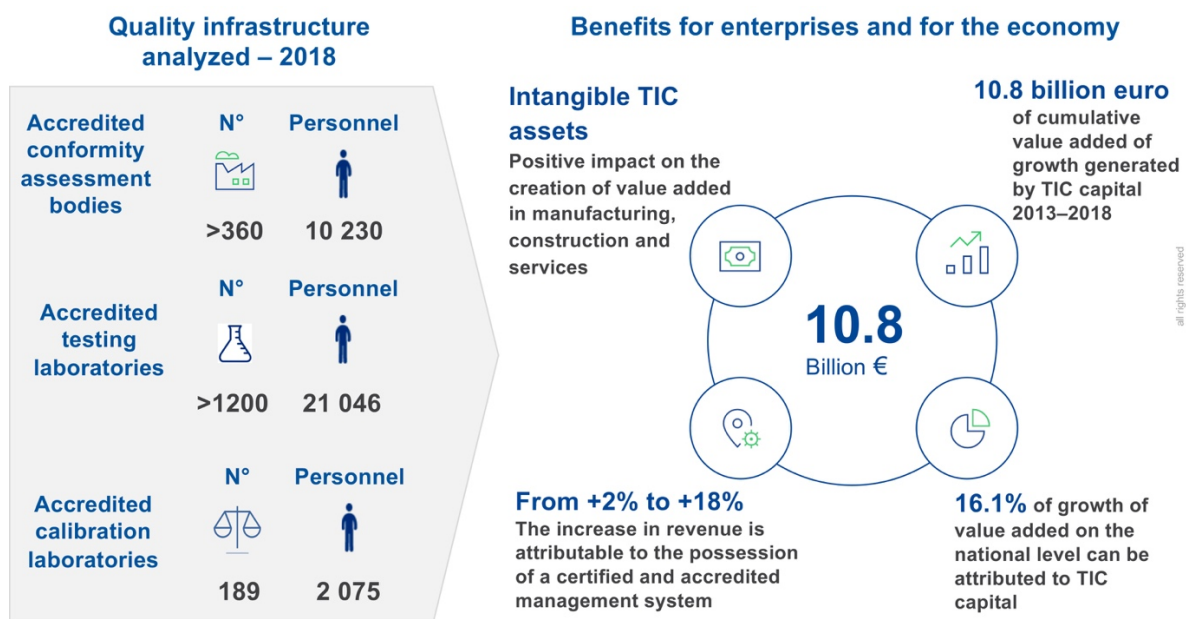 Quality infrastructure
analyzed – 2018
Accredited
conformity
assessment
bodies
N°
Personnel
>360
10 230
Accredited
testing
laboratories
N°
Personnel
>1200
21 046
Accredited
calibration
laboratories
N°
Personnel
189
2 075
Benefits for enterprises and for the economy
Intangible TIC
assets
Positive impact on the
creation of value added
in manufacturing,
construction and
services
10.8 billion euro
of cumulative
value added of
growth generated
by TIC capital
2013–2018
10.8
Billion €
From +2% to +18%
The increase in revenue is
attributable to the possession
of a certified and accredited
management system
16.1% of growth of
value added on the
national level can be
attributed to TIC
capital
all rights reserved